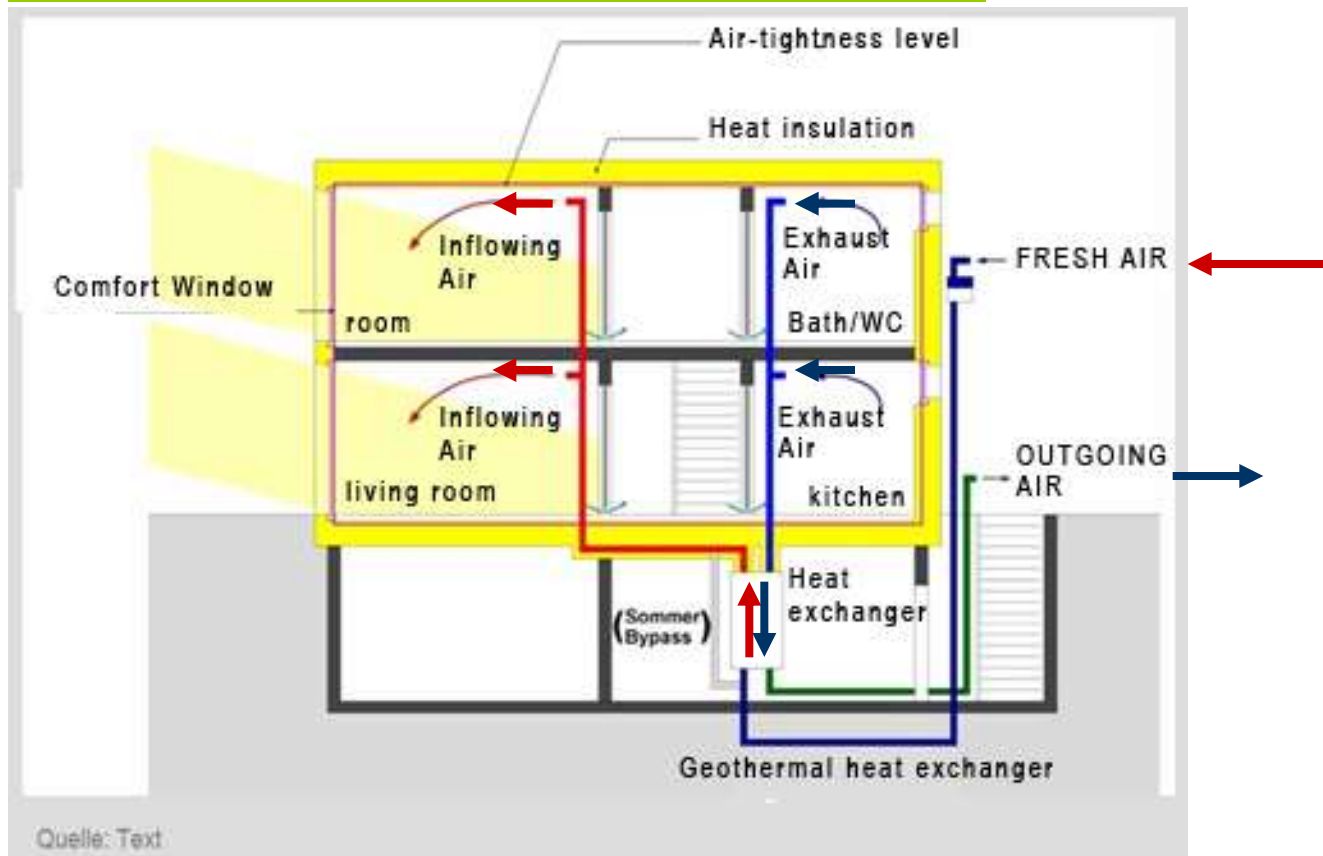 Air-tightness level
Heat insulation
Inflowing
Air
Exhaust
Air
FRESH AIR
Comfort Window
room
Bath/WC
Inflowing
Air
Exhaust
Air
OUTGOING
AIR
living room
kitchen
Heat
exchanger
(Sommer
Bypass)
Geothermal heat exchanger
Quelle: Text